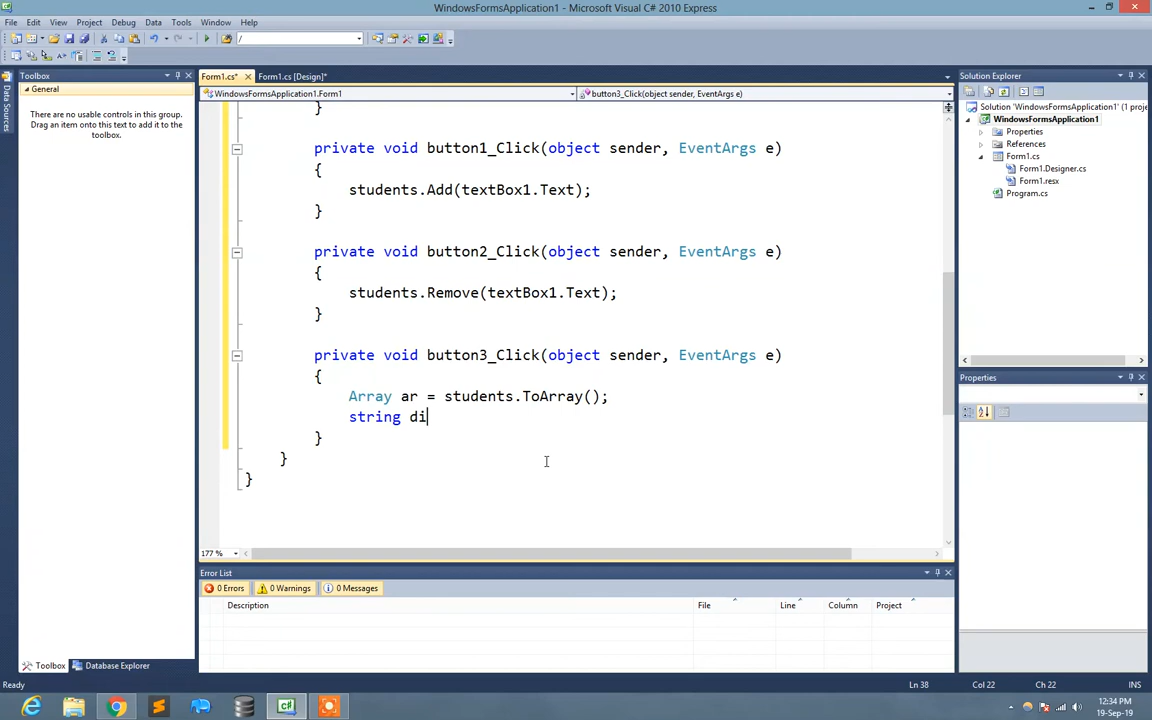 WindowsFormsApplication1 - Microsoft Visual C# 2010 Express
File Edit View Project Debug Data Tools Window Help
Toolbox
General
There are no usable controls in this group.
Drag an item onto this text to add it to the
toolbox.
Data Sources
Form1.cs*
Form1.cs [Design]*
WindowsFormsApplication1.Form1
button3_Click(object sender, EventArgs e)
}
private void button1_Click(object sender, EventArgs e)
{
students.Add(textBox1.Text);
}
private void button2_Click(object sender, EventArgs e)
{
students.Remove(textBox1.Text);
}
private void button3_Click(object sender, EventArgs e)
{
Array ar = students.ToArray();
string di
}
}
}
177 %
Solution Explorer
Solution 'WindowsFormsApplication1' (1 proje
WindowsFormsApplication1
Properties
References
Form1.cs
Form1.Designer.cs
Form1.resx
Program.cs
Properties
Error List
0 Errors 0 Warnings 0 Messages
Description File Line Column Project
Toolbox Database Explorer
Ready Ln 38 Col 22 Ch 22 INS
12:34 PM
19-Sep-19